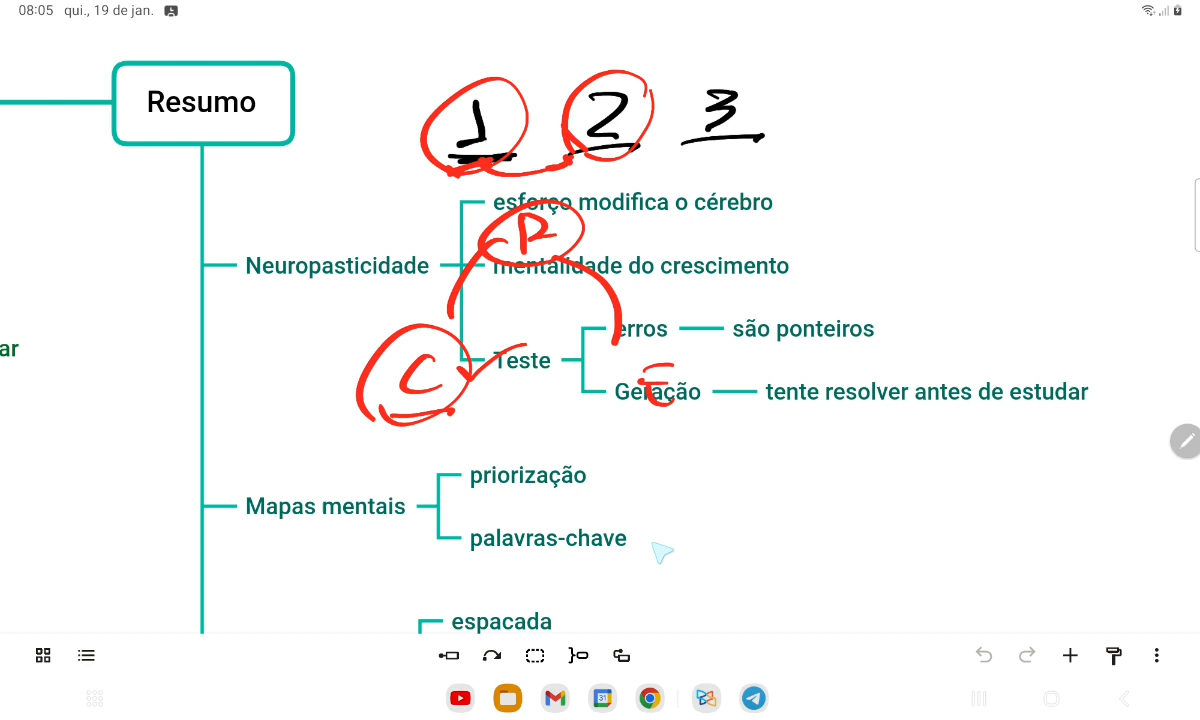 08:05 qui., 19 de jan.
Resumo
1 2 3
esforço modifica o cérebro
R
Neuropasticidade
mentalidade do crescimento
erros
são ponteiros
ar
Teste
C
E
Geração
tente resolver antes de estudar
priorização
Mapas mentais
palavras-chave
espacada
31